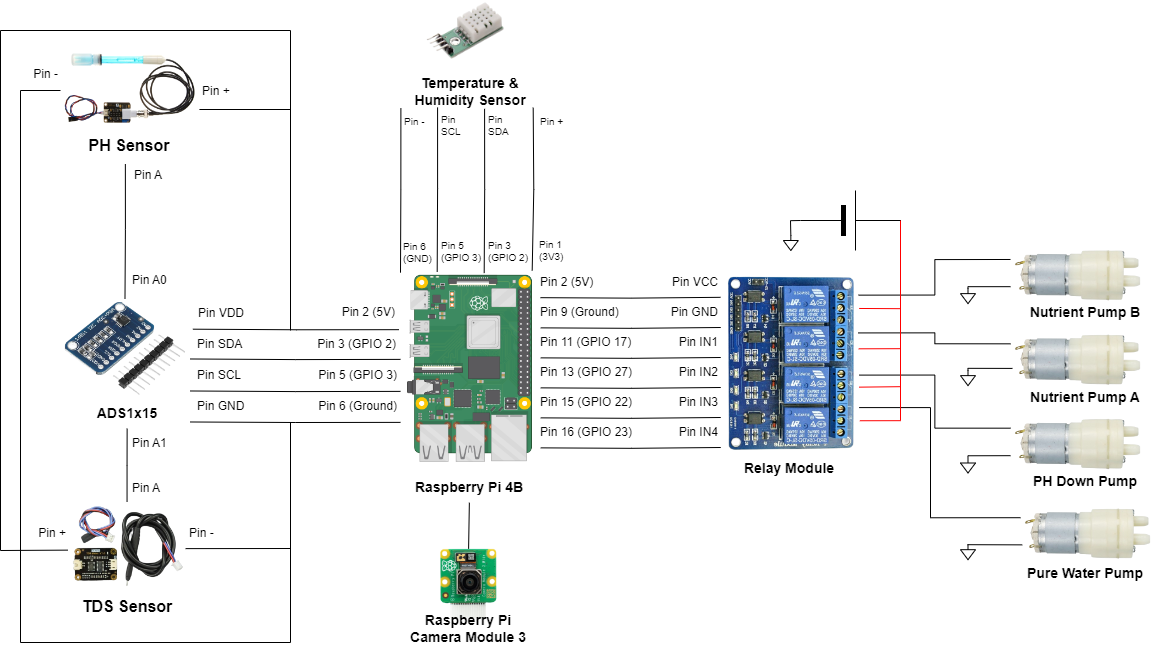 Temperature &
Humidity Sensor
Pin -
Pin
SCL
Pin
SDA
Pin +
Pin -
Pin +
PH Sensor
Pin A
Pin A0
Pin 6
(GND)
Pin 5
(GPIO 3)
Pin 3
(GPIO 2)
Pin 1
(3V3)
Pin VDD
Pin 2 (5V)
Pin SDA
Pin 3 (GPIO 2)
Pin SCL
Pin 5 (GPIO 3)
Pin GND
Pin 6 (Ground)
ADS1x15
Pin A1
Pin A
Pin +
Pin -
TDS Sensor
Pin 2 (5V)
Pin VCC
Pin 9 (Ground)
Pin GND
Pin 11 (GPIO 17)
Pin IN1
Pin 13 (GPIO 27)
Pin IN2
Pin 15 (GPIO 22)
Pin IN3
Pin 16 (GPIO 23)
Pin IN4
Raspberry Pi 4B
Relay Module
Raspberry Pi
Camera Module 3
Nutrient Pump B
Nutrient Pump A
PH Down Pump
Pure Water Pump